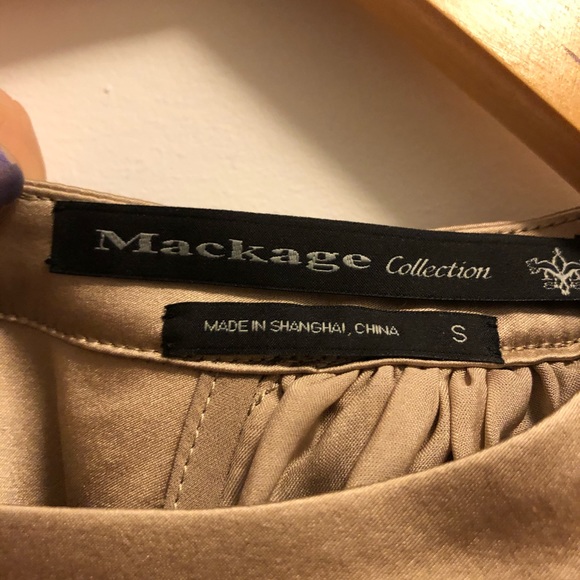 Mackage Collection
MADE IN SHANGHAI, CHINA S